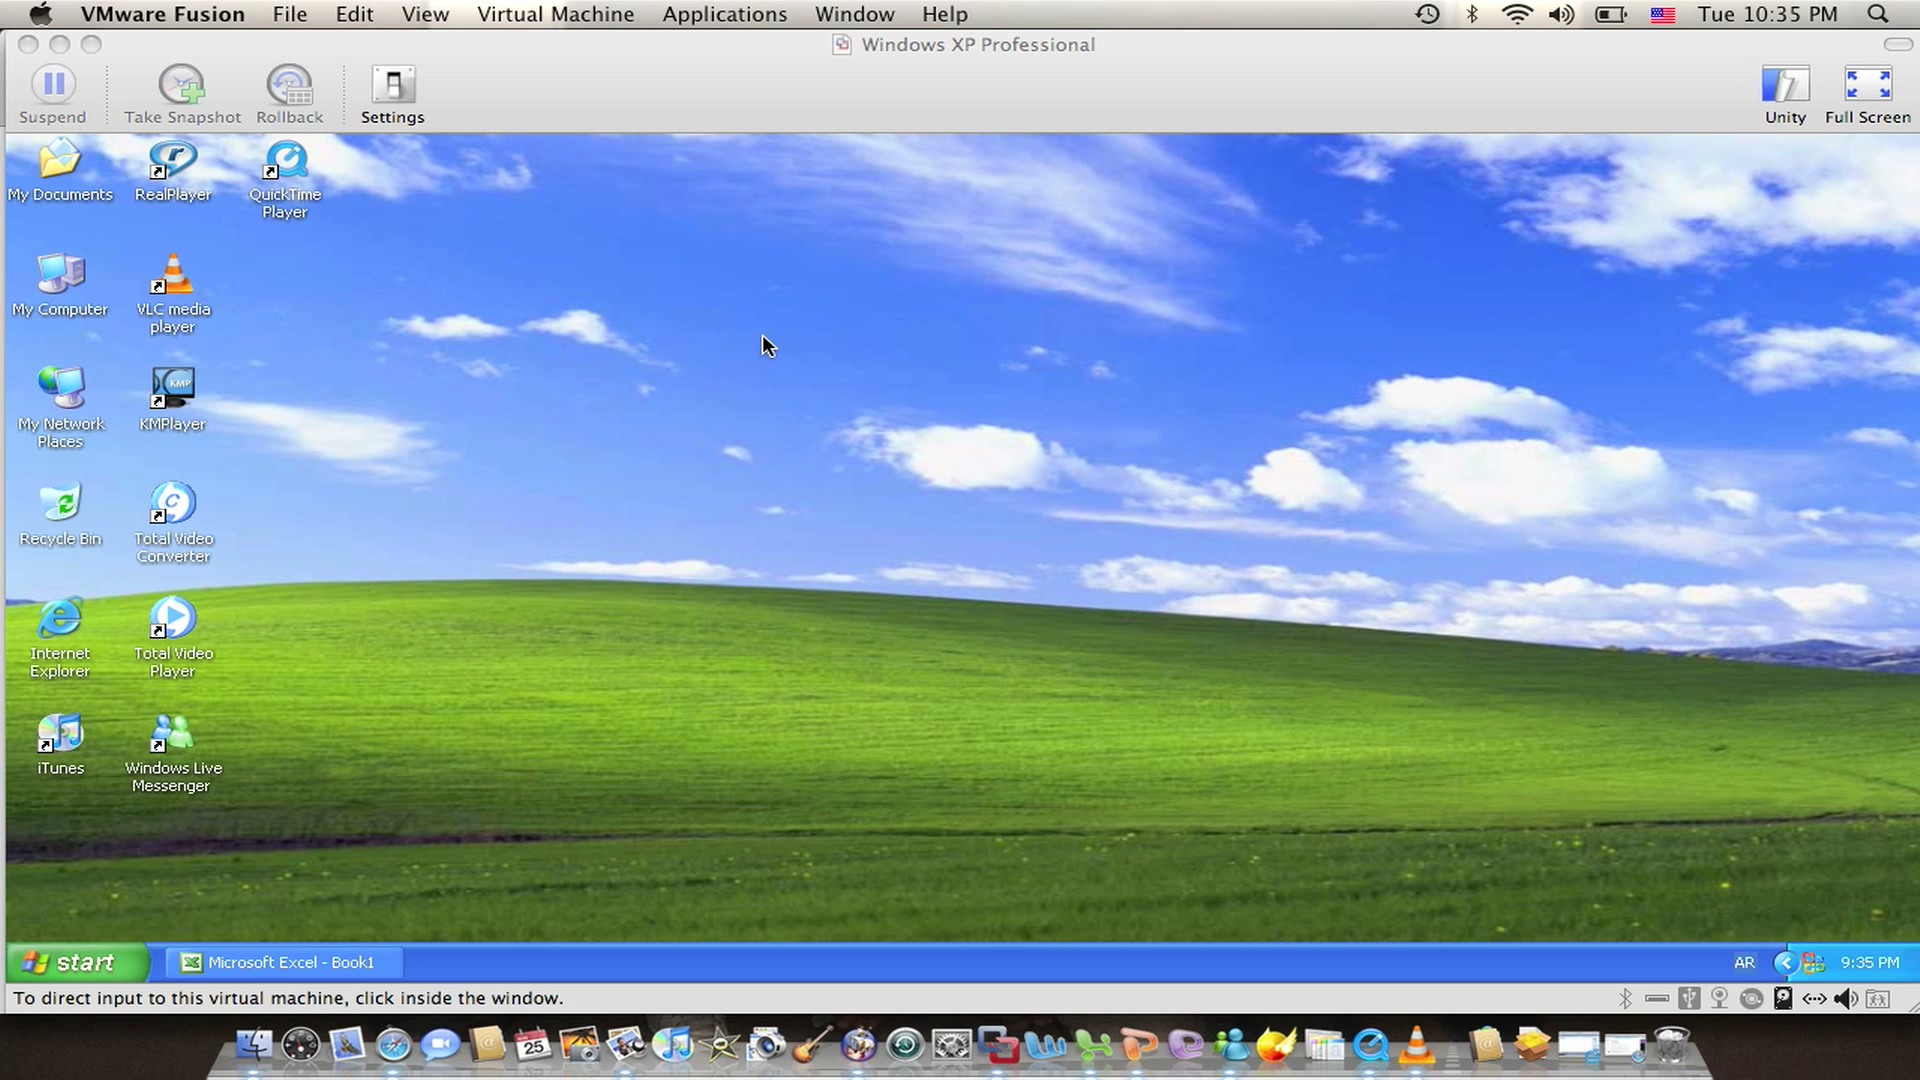 VMware Fusion File Edit View Virtual Machine Applications Window Help Tue 10:35 PM
Windows XP Professional
Suspend Take Snapshot Rollback Settings Unity Full Screen
My Documents
RealPlayer
QuickTime
Player
My Computer
VLC media
player
My Network
Places
KMP
KMPlayer
Recycle Bin
Total Video
Converter
Internet
Explorer
Total Video
Player
iTunes
Windows Live
Messenger
start Microsoft Excel - Book1 AR 9:35 PM
To direct input to this virtual machine, click inside the window.
25